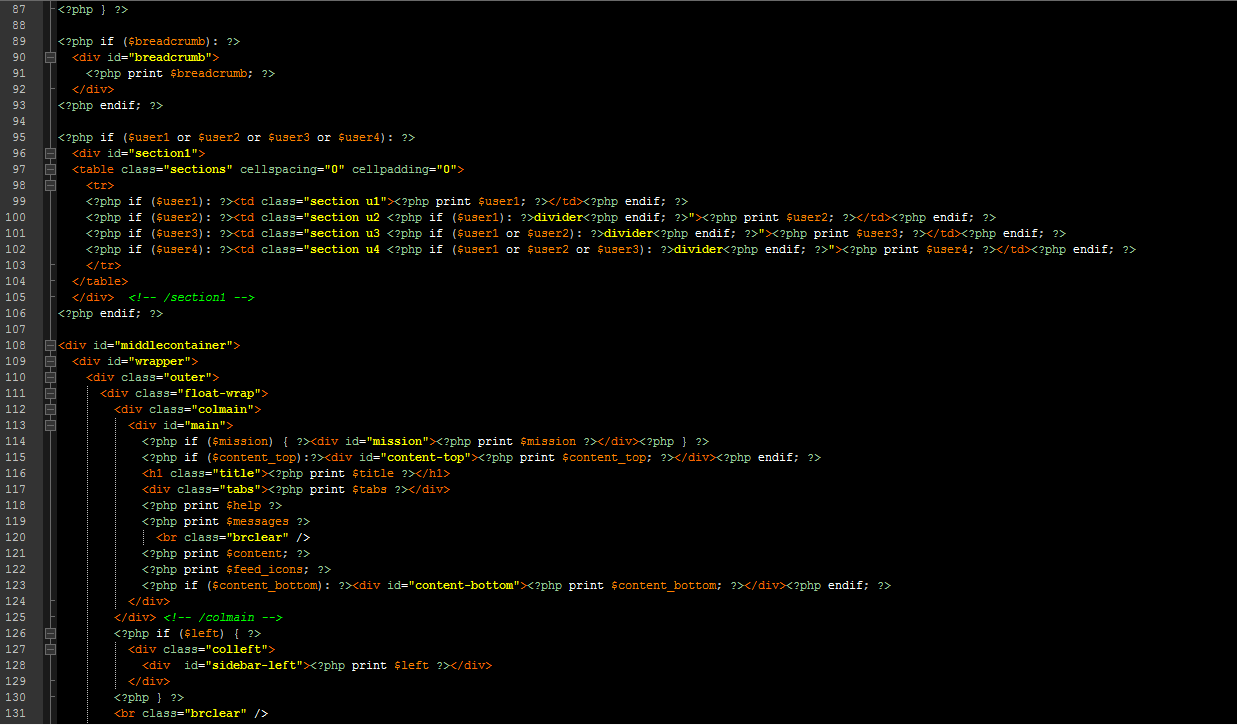 87 <?php } ?>
88
89 <?php if ($breadcrumb): ?>
90   <div id="breadcrumb">
91     <?php print $breadcrumb; ?>
92   </div>
93 <?php endif; ?>
94
95 <?php if ($user1 or $user2 or $user3 or $user4): ?>
96   <div id="section1">
97   <table class="sections" cellspacing="0" cellpadding="0">
98     <tr>
99     <?php if ($user1): ?><td class="section u1"><?php print $user1; ?></td><?php endif; ?>
100     <?php if ($user2): ?><td class="section u2 <?php if ($user1): ?>divider<?php endif; ?>"><?php print $user2; ?></td><?php endif; ?>
101     <?php if ($user3): ?><td class="section u3 <?php if ($user1 or $user2): ?>divider<?php endif; ?>"><?php print $user3; ?></td><?php endif; ?>
102     <?php if ($user4): ?><td class="section u4 <?php if ($user1 or $user2 or $user3): ?>divider<?php endif; ?>"><?php print $user4; ?></td><?php endif; ?>
103     </tr>
104   </table>
105   </div>  <!-- /section1 -->
106 <?php endif; ?>
107
108 <div id="middlecontainer">
109   <div id="wrapper">
110     <div class="outer">
111       <div class="float-wrap">
112         <div class="colmain">
113           <div id="main">
114             <?php if ($mission) { ?><div id="mission"><?php print $mission ?></div><?php } ?>
115             <?php if ($content_top):?><div id="content-top"><?php print $content_top; ?></div><?php endif; ?>
116             <h1 class="title"><?php print $title ?></h1>
117             <div class="tabs"><?php print $tabs ?></div>
118             <?php print $help ?>
119             <?php print $messages ?>
120               <br class="brclear" />
121             <?php print $content; ?>
122             <?php print $feed_icons; ?>
123             <?php if ($content_bottom): ?><div id="content-bottom"><?php print $content_bottom; ?></div><?php endif; ?>
124           </div>
125         </div> <!-- /colmain -->
126         <?php if ($left) { ?>
127           <div class="colleft">
128             <div  id="sidebar-left"><?php print $left ?></div>
129           </div>
130         <?php } ?>
131         <br class="brclear" />